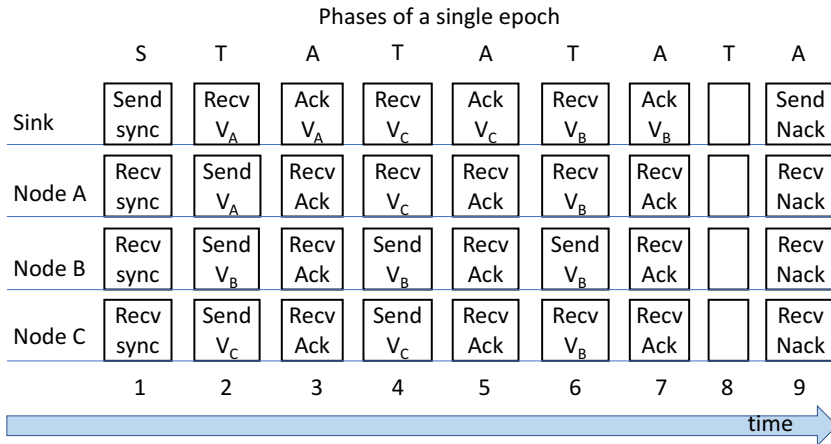 Phases of a single epoch
S T A T A T A T A
Sink
Send sync
Recv V_A
Ack V_A
Recv V_C
Ack V_C
Recv V_B
Ack V_B
Send Nack
Node A
Recv sync
Send V_A
Recv Ack
Recv V_C
Recv Ack
Recv V_B
Recv Ack
Recv Nack
Node B
Recv sync
Send V_B
Recv Ack
Send V_B
Recv Ack
Send V_B
Recv Ack
Recv Nack
Node C
Recv sync
Send V_C
Recv Ack
Send V_C
Recv Ack
Recv V_B
Recv Ack
Recv Nack
1 2 3 4 5 6 7 8 9
time